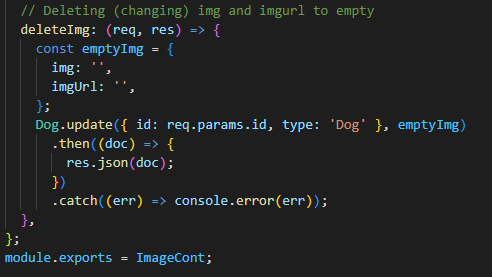 // Deleting (changing) img and imgurl to empty
deleteImg: (req, res) => {
const emptyImg = {
img: '',
imgUrl: '',
};
Dog.update({ id: req.params.id, type: 'Dog' }, emptyImg)
.then((doc) => {
res.json(doc);
})
.catch((err) => console.error(err));
},
};
module.exports = ImageCont;